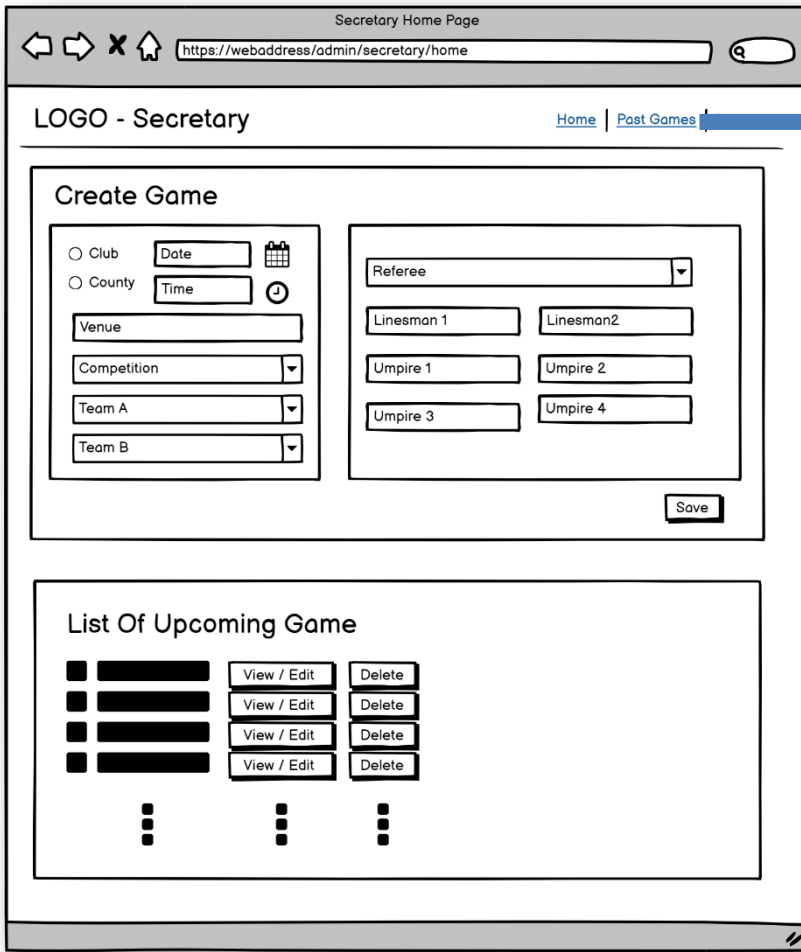 Secretary Home Page
https://webaddress/admin/secretary/home
LOGO - Secretary
Home | Past Games |
Create Game
Club
Date
County
Time
Venue
Competition
Team A
Team B
Referee
Linesman 1
Linesman2
Umpire 1
Umpire 2
Umpire 3
Umpire 4
Save
List Of Upcoming Game
View / Edit
Delete
View / Edit
Delete
View / Edit
Delete
View / Edit
Delete